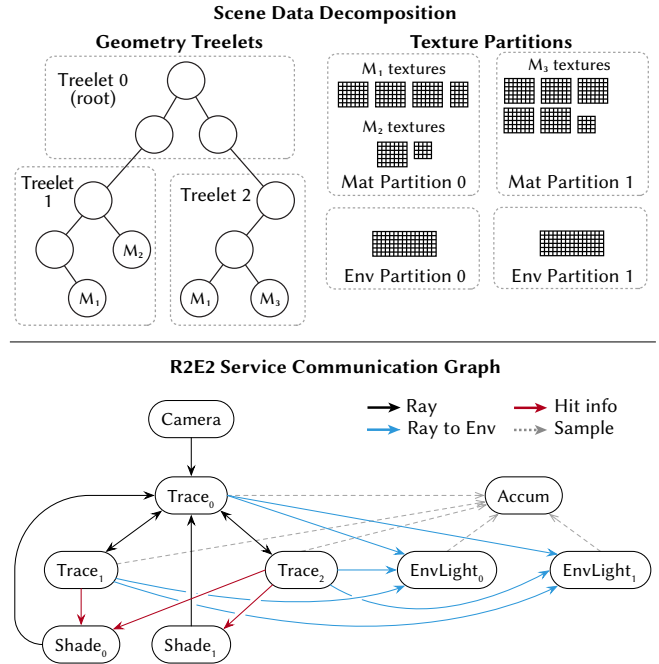 Scene Data Decomposition
Geometry Treelets
Texture Partitions
Treelet 0
(root)
Treelet
1
Treelet 2
M₂
M₁
M₁
M₃
M₁ textures
M₂ textures
Mat Partition 0
M₃ textures
Mat Partition 1
Env Partition 0
Env Partition 1
R2E2 Service Communication Graph
Ray
Hit info
Ray to Env
Sample
Camera
Trace₀
Accum
Trace₁
Trace₂
EnvLight₀
EnvLight₁
Shade₀
Shade₁